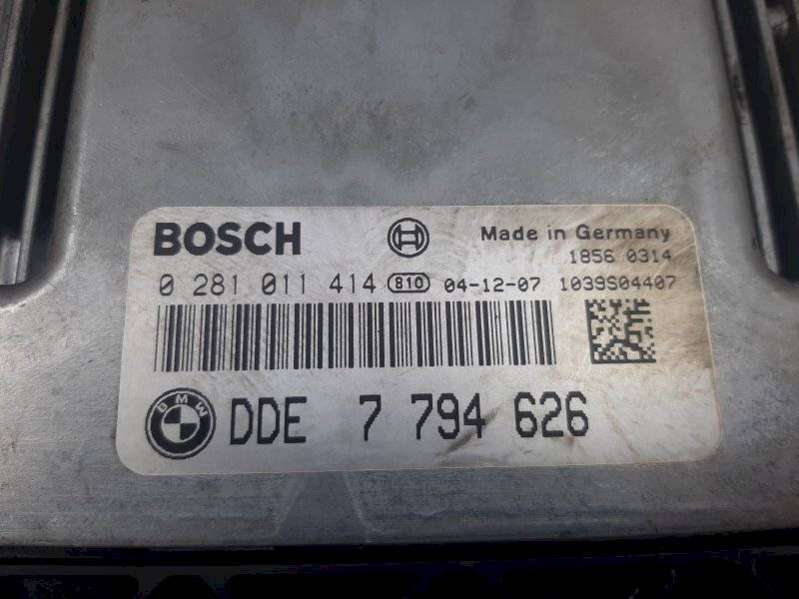 BOSCH
Made in Germany
1856 0314
0 281 011 414 810 04-12-07 1039S04407
BMW
DDE 7 794 626